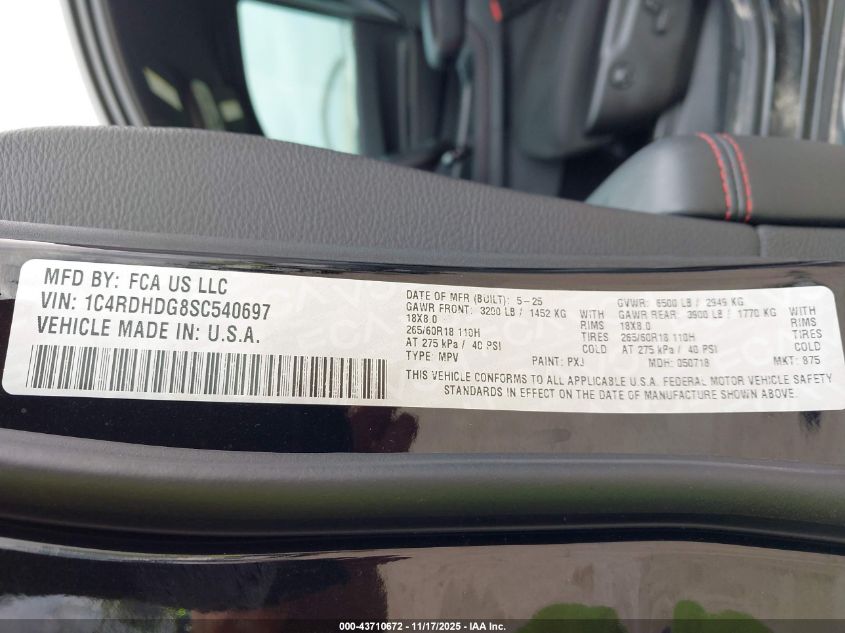 MFD BY: FCA US LLC
VIN: 1C4RDHDG8SC540697
VEHICLE MADE IN: U.S.A.
DATE OF MFR (BUILT): 5-25 GVWR: 6500 LB / 2949 KG
GAWR FRONT: 3200 LB / 1452 KG WITH GAWR REAR: 3900 LB / 1770 KG WITH
18X8.0 RIMS 18X8.0 RIMS
265/60R18 110H TIRES 265/60R18 110H TIRES
AT 275 kPa / 40 PSI COLD AT 275 kPa / 40 PSI COLD
TYPE: MPV PAINT: PXJ MDH: 050718 MKT: 875
THIS VEHICLE CONFORMS TO ALL APPLICABLE U.S.A. FEDERAL MOTOR VEHICLE SAFETY
STANDARDS IN EFFECT ON THE DATE OF MANUFACTURE SHOWN ABOVE.
000-43710672 — 11/17/2025 — IAA Inc.